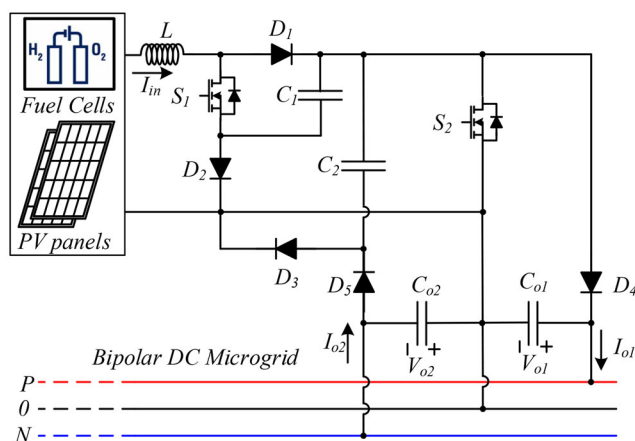 L
D1
H2 O2
Iin
S1
C1
S2
Fuel Cells
D2
C2
PV panels
D3
D5
Co2
Co1
D4
Io2
Vo2
Vo1
Io1
Bipolar DC Microgrid
P
0
N